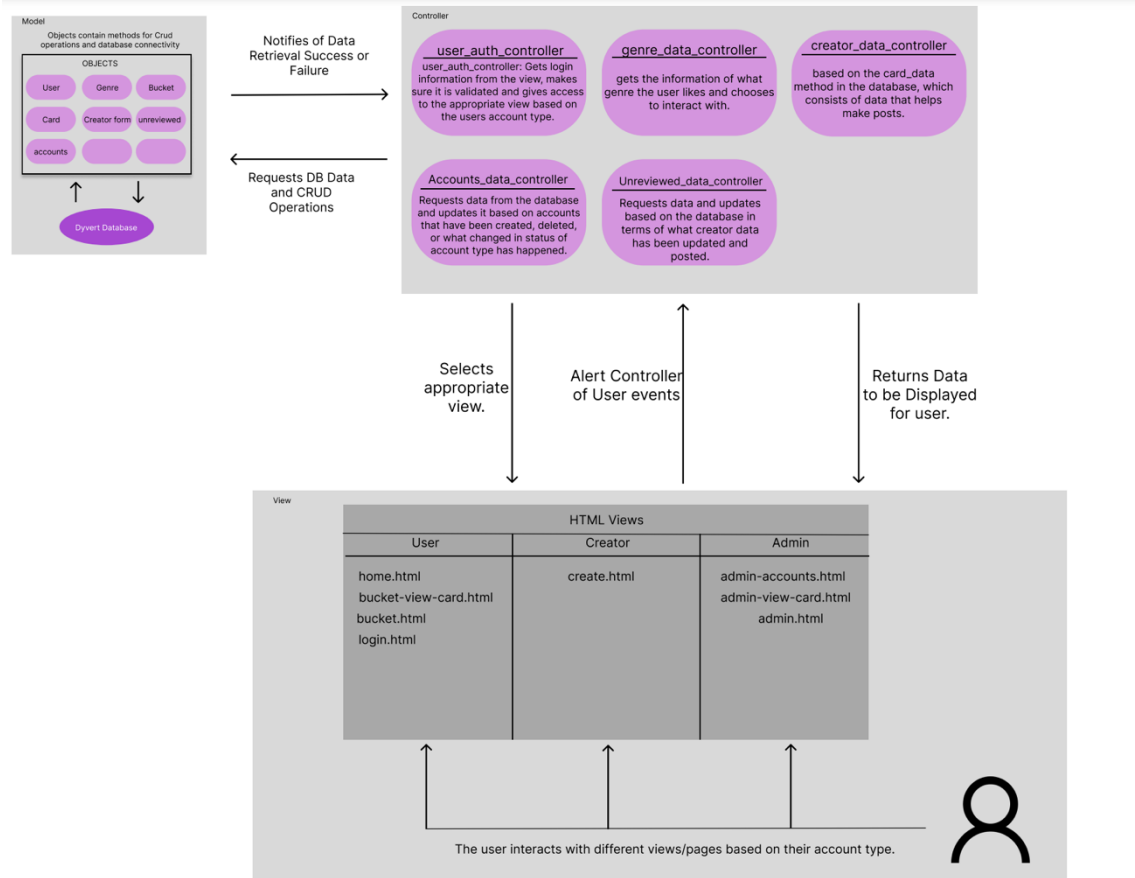 Model
Objects contain methods for Crud
operations and database connectivity
OBJECTS
User
Genre
Bucket
Card
Creator form
unreviewed
accounts
Dyvert Database
Notifies of Data
Retrieval Success or
Failure
Requests DB Data
and CRUD
Operations
Controller
user_auth_controller
user_auth_controller: Gets login
information from the view, makes
sure it is validated and gives access
to the appropriate view based on
the users account type.
genre_data_controller
gets the information of what
genre the user likes and chooses
to interact with.
creator_data_controller
based on the card_data
method in the database, which
consists of data that helps
make posts.
Accounts_data_controller
Requests data from the database
and updates it based on accounts
that have been created, deleted,
or what changed in status of
account type has happened.
Unreviewed_data_controller
Requests data and updates
based on the database in
terms of what creator data
has been updated and
posted.
Selects
appropriate
view.
Alert Controller
of User events
Returns Data
to be Displayed
for user.
View
HTML Views
User
Creator
Admin
home.html
bucket-view-card.html
bucket.html
login.html
create.html
admin-accounts.html
admin-view-card.html
admin.html
The user interacts with different views/pages based on their account type.